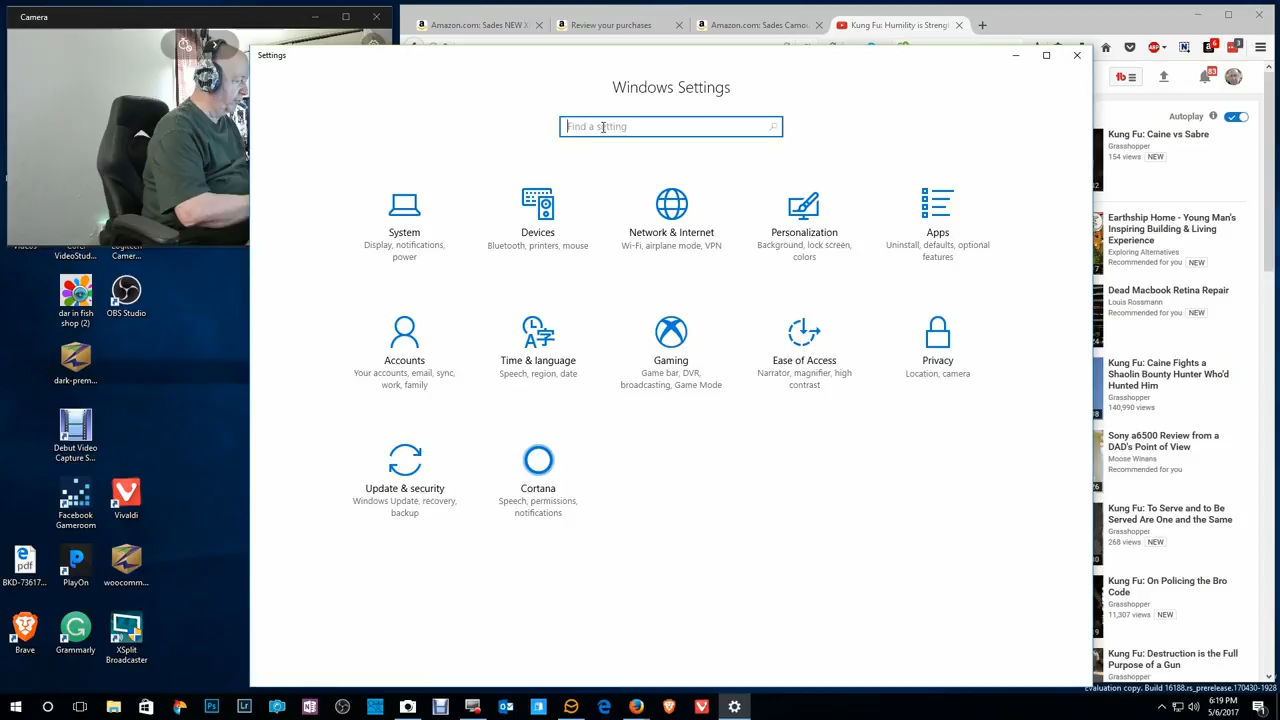 Camera
Amazon.com: Sades NEW X
Review your purchases
Amazon.com: Sades Camou
Kung Fu: Humility is Streng
Settings
Windows Settings
Find a setting
System
Display, notifications,
power
Devices
Bluetooth, printers, mouse
Network & Internet
Wi-Fi, airplane mode, VPN
Personalization
Background, lock screen,
colors
Apps
Uninstall, defaults, optional
features
Accounts
Your accounts, email, sync,
work, family
Time & language
Speech, region, date
Gaming
Game bar, DVR,
broadcasting, Game Mode
Ease of Access
Narrator, magnifier, high
contrast
Privacy
Location, camera
Update & security
Windows Update, recovery,
backup
Cortana
Speech, permissions,
notifications
ABP
6
3
tb
83
Autoplay
Kung Fu: Caine vs Sabre
Grasshopper
154 views NEW
Earthship Home - Young Man's
Inspiring Building & Living
Experience
Exploring Alternatives
Recommended for you NEW
Dead Macbook Retina Repair
Louis Rossmann
Recommended for you NEW
Kung Fu: Caine Fights a
Shaolin Bounty Hunter Who'd
Hunted Him
Grasshopper
140,990 views
Sony a6500 Review from a
DAD's Point of View
Moose Winans
Recommended for you
Kung Fu: To Serve and to Be
Served Are One and the Same
Grasshopper
268 views NEW
Kung Fu: On Policing the Bro
Code
Grasshopper
11,307 views NEW
Kung Fu: Destruction is the Full
Purpose of a Gun
Grasshopper
VideoStud...
Logitech
Camer...
dar in fish
shop (2)
OBS Studio
dark-prem...
Debut Video
Capture S...
Facebook
Gameroom
Vivaldi
pdf
BKD-73617...
PlayOn
woocomm...
Brave
Grammarly
XSplit
Broadcaster
Evaluation copy. Build 16188.rs_prerelease.170430-1928
Ps
Lr
6:19 PM
5/6/2017